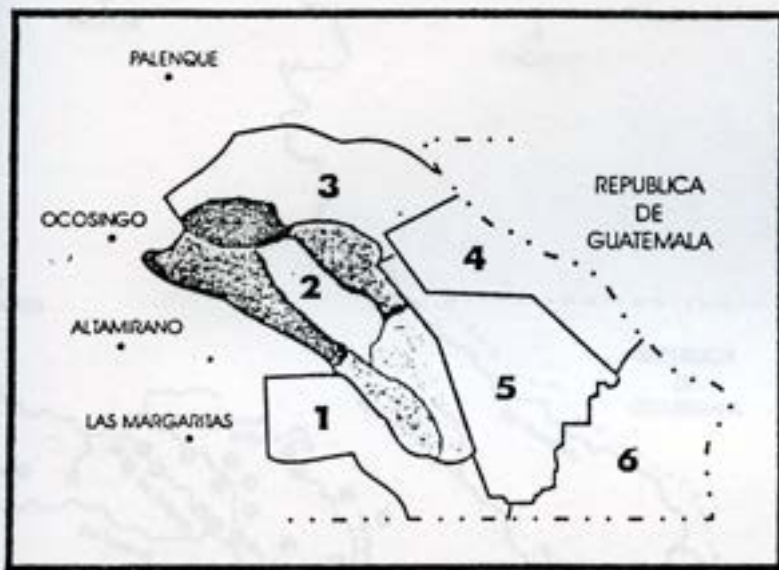 PALENQUE
3
REPUBLICA
DE
GUATEMALA
OCOSINGO
4
2
ALTAMIRANO
5
1
LAS MARGARITAS
6